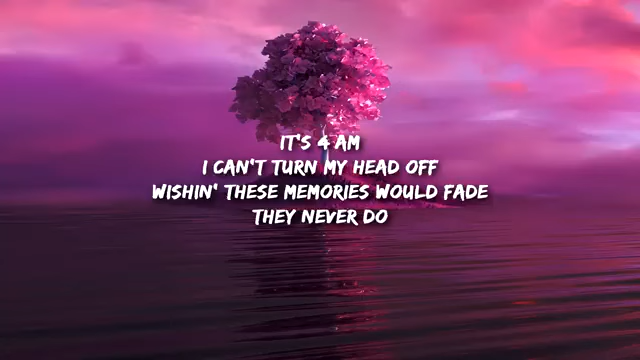 IT'S 4 AM
I CAN'T TURN MY HEAD OFF
WISHIN' THESE MEMORIES WOULD FADE
THEY NEVER DO